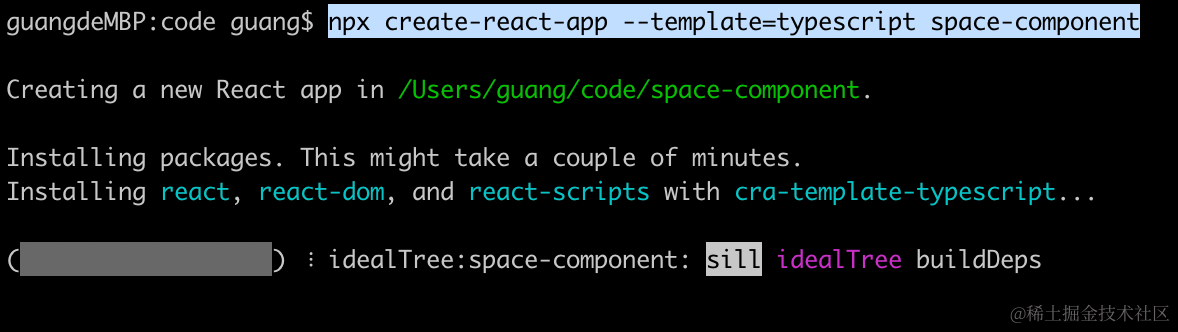 guangdeMBP:code guang$ npx create-react-app --template=typescript space-component
Creating a new React app in /Users/guang/code/space-component.
Installing packages. This might take a couple of minutes.
Installing react, react-dom, and react-scripts with cra-template-typescript...
(                  ) ⸽ idealTree:space-component: sill idealTree buildDeps
@稀土掘金技术社区